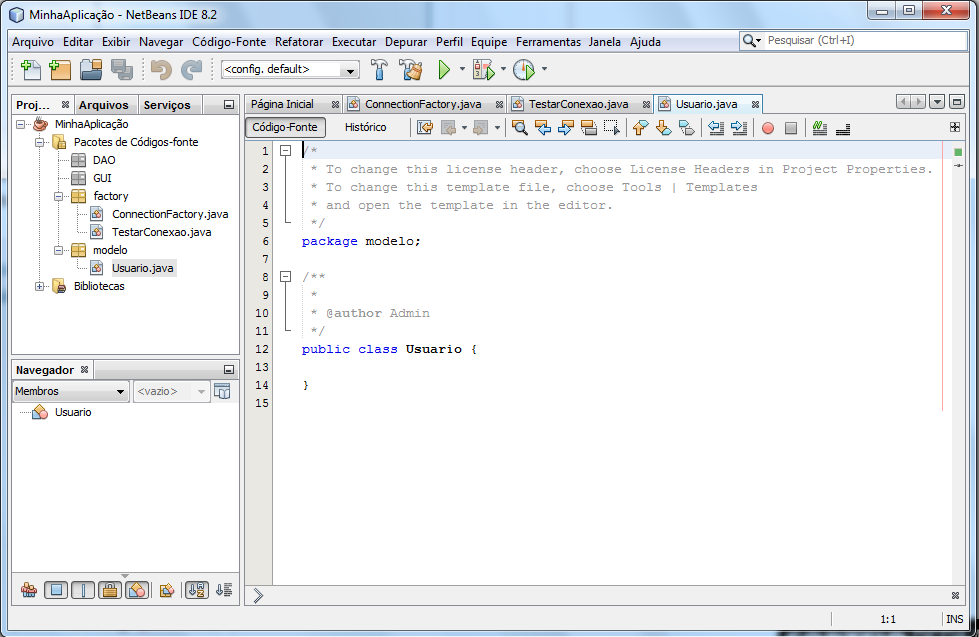 MinhaAplicação - NetBeans IDE 8.2
Arquivo Editar Exibir Navegar Código-Fonte Refatorar Executar Depurar Perfil Equipe Ferramentas Janela Ajuda
Pesquisar (Ctrl+I)
<config. default>
Proj... Arquivos Serviços
MinhaAplicação
Pacotes de Códigos-fonte
DAO
GUI
factory
ConnectionFactory.java
TestarConexao.java
modelo
Usuario.java
Bibliotecas
Navegador
Membros <vazio>
Usuario
Página Inicial ConnectionFactory.java TestarConexao.java Usuario.java
Código-Fonte Histórico
1 /*
2 * To change this license header, choose License Headers in Project Properties.
3 * To change this template file, choose Tools | Templates
4 * and open the template in the editor.
5 */
6 package modelo;
7
8 /**
9 *
10 * @author Admin
11 */
12 public class Usuario {
13
14 }
15
1:1 INS